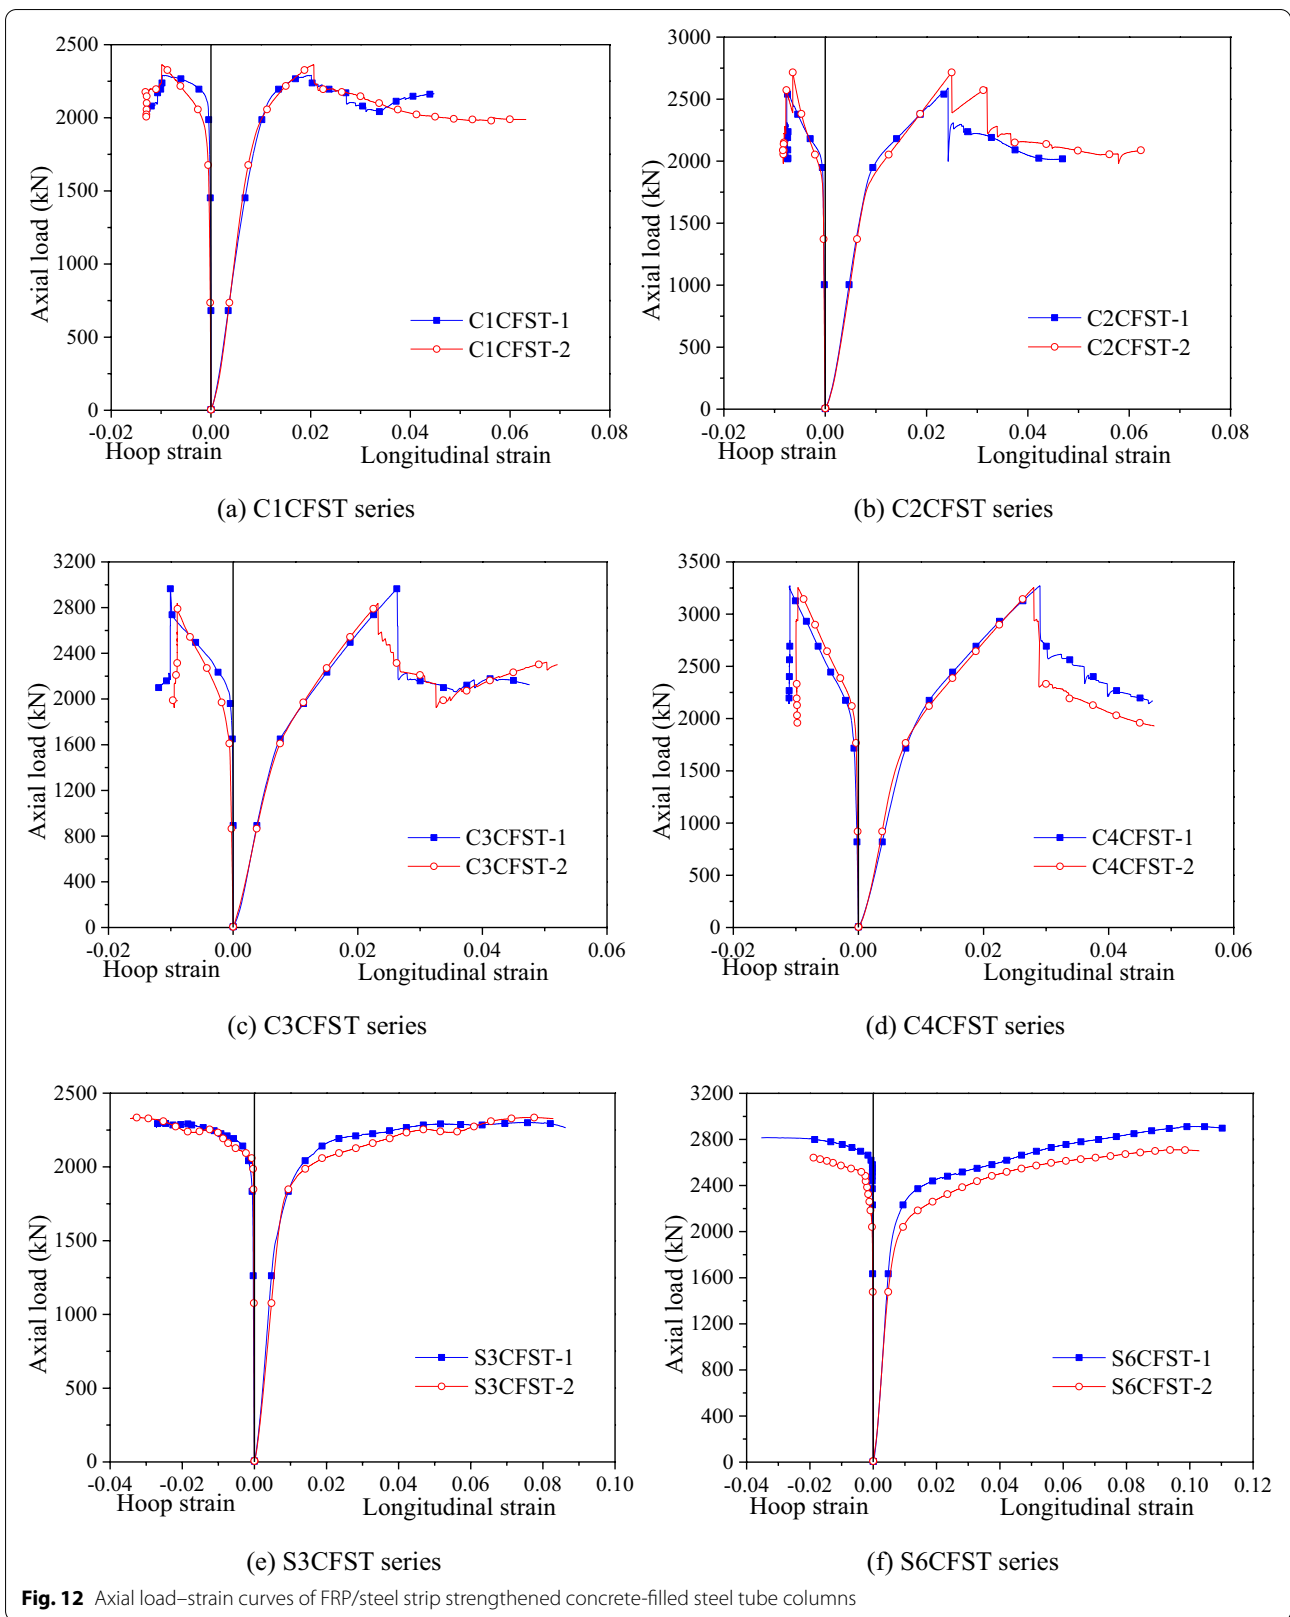 2500
2000
1500
1000
500
0
Axial load (kN)
C1CFST-1
C1CFST-2
-0.02 0.00 0.02 0.04 0.06 0.08
Hoop strain Longitudinal strain
(a) C1CFST series
3000
2500
2000
1500
1000
500
0
Axial load (kN)
C2CFST-1
C2CFST-2
-0.02 0.00 0.02 0.04 0.06 0.08
Hoop strain Longitudinal strain
(b) C2CFST series
3200
2800
2400
2000
1600
1200
800
400
0
Axial load (kN)
C3CFST-1
C3CFST-2
-0.02 0.00 0.02 0.04 0.06
Hoop strain Longitudinal strain
(c) C3CFST series
3500
3000
2500
2000
1500
1000
500
0
Axial load (kN)
C4CFST-1
C4CFST-2
-0.02 0.00 0.02 0.04 0.06
Hoop strain Longitudinal strain
(d) C4CFST series
2500
2000
1500
1000
500
0
Axial load (kN)
S3CFST-1
S3CFST-2
-0.04 -0.02 0.00 0.02 0.04 0.06 0.08 0.10
Hoop strain Longitudinal strain
(e) S3CFST series
3200
2800
2400
2000
1600
1200
800
400
0
Axial load (kN)
S6CFST-1
S6CFST-2
-0.04 -0.02 0.00 0.02 0.04 0.06 0.08 0.10 0.12
Hoop strain Longitudinal strain
(f) S6CFST series
Fig. 12 Axial load–strain curves of FRP/steel strip strengthened concrete-filled steel tube columns